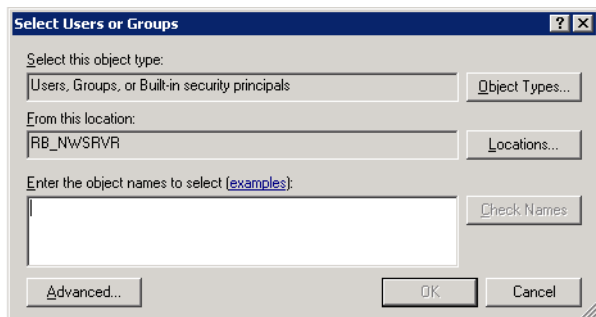 Select Users or Groups
Select this object type:
Users, Groups, or Built-in security principals
Object Types...
From this location:
RB_NWSRVR
Locations...
Enter the object names to select (examples):
Check Names
Advanced...
OK
Cancel